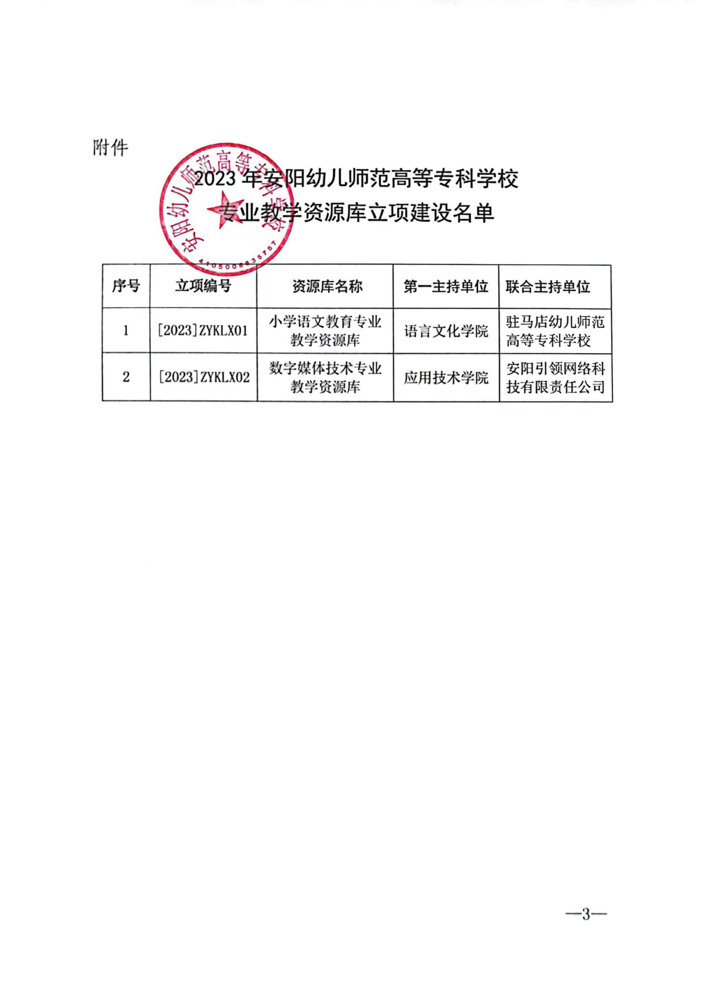 附件
安阳幼儿师范高等专科学校
2023 年安阳幼儿师范高等专科学校
专业教学资源库立项建设名单
序号 立项编号 资源库名称 第一主持单位 联合主持单位
1 [2023]ZYKLX01 小学语文教育专业 语言文化学院 驻马店幼儿师范
教学资源库 高等专科学校
2 [2023]ZYKLX02 数字媒体技术专业 应用技术学院 安阳引领网络科
教学资源库 技有限责任公司
—3—